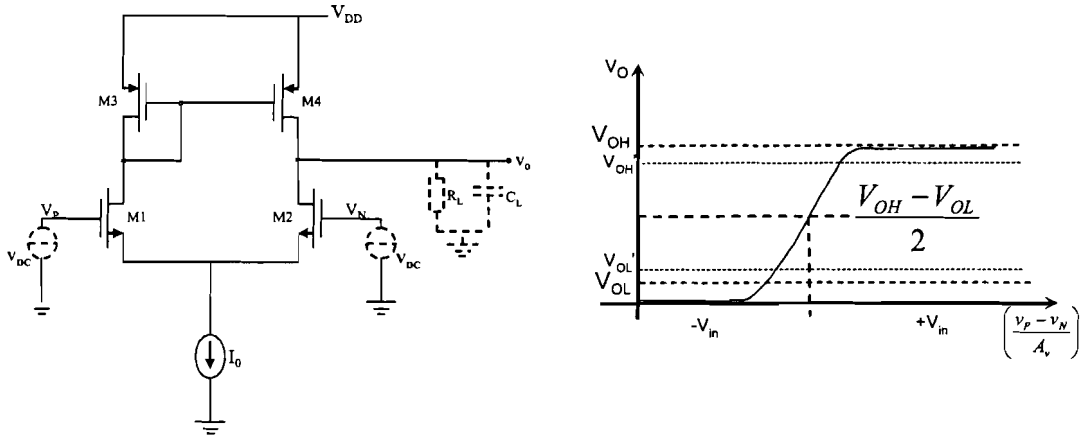 V_DD
M3
M4
v_o
R_L
C_L
V_P
M1
M2
V_N
V_DC
V_DC
I_0
V_O
V_OH
V_OH'
V_OH - V_OL
2
V_OL'
V_OL
-V_in
+V_in
(v_P - v_N)
A_v